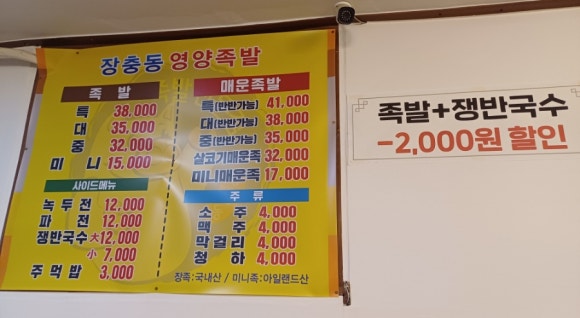 장충동 영양족발
족 발
특 38,000
대 35,000
중 32,000
미 니 15,000
사이드메뉴
녹두전 12,000
파 전 12,000
쟁반국수 大 12,000
小 7,000
주먹밥 3,000
매운족발
특(반반가능) 41,000
대(반반가능) 38,000
중(반반가능) 35,000
살코기매운족 32,000
미니매운족 17,000
주 류
소 주 4,000
맥 주 4,000
막걸리 4,000
청 하 4,000
장족:국내산 / 미니족:아일랜드산
족발+쟁반국수
-2,000원 할인